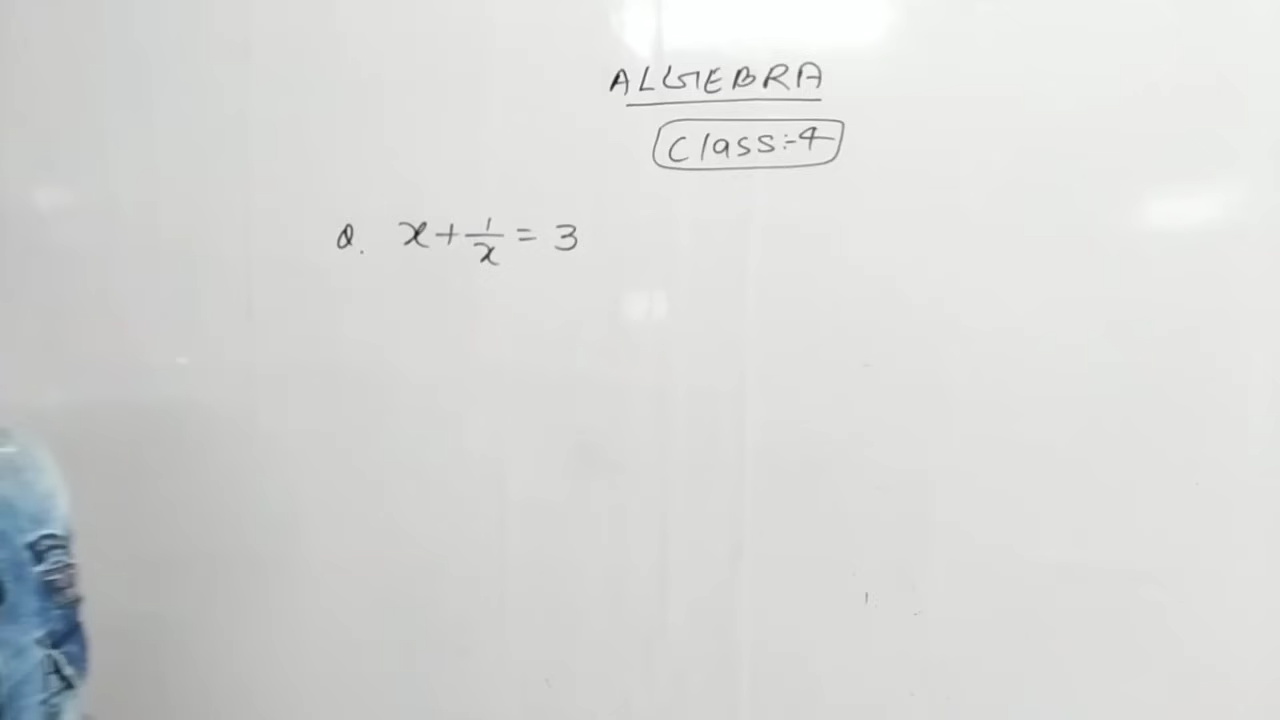 ALGEBRA
Class:-4
Q. x + 1/x = 3